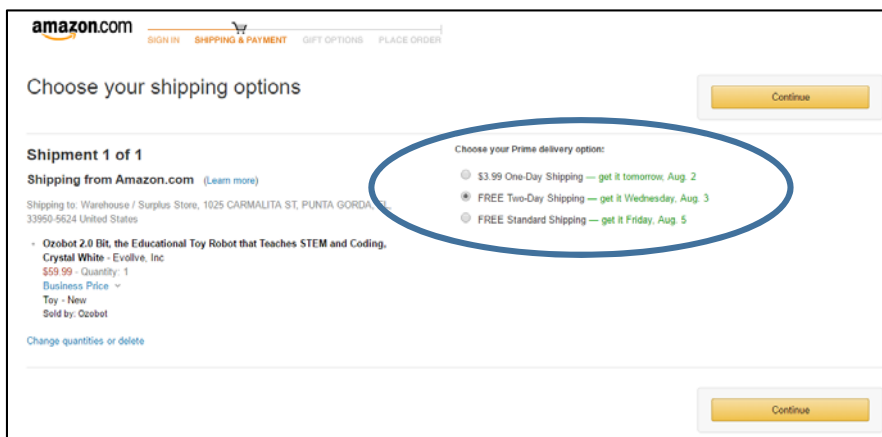 amazon.com
SIGN IN SHIPPING & PAYMENT GIFT OPTIONS PLACE ORDER
Choose your shipping options
Continue
Shipment 1 of 1
Shipping from Amazon.com (Learn more)
Shipping to: Warehouse / Surplus Store, 1025 CARMALITA ST, PUNTA GORDA, FL,
33950-5624 United States
- Ozobot 2.0 Bit, the Educational Toy Robot that Teaches STEM and Coding,
Crystal White - Evollve, Inc
$59.99 - Quantity: 1
Business Price
Toy - New
Sold by: Ozobot
Change quantities or delete
Choose your Prime delivery option:
$3.99 One-Day Shipping — get it tomorrow, Aug. 2
FREE Two-Day Shipping — get it Wednesday, Aug. 3
FREE Standard Shipping — get it Friday, Aug. 5
Continue